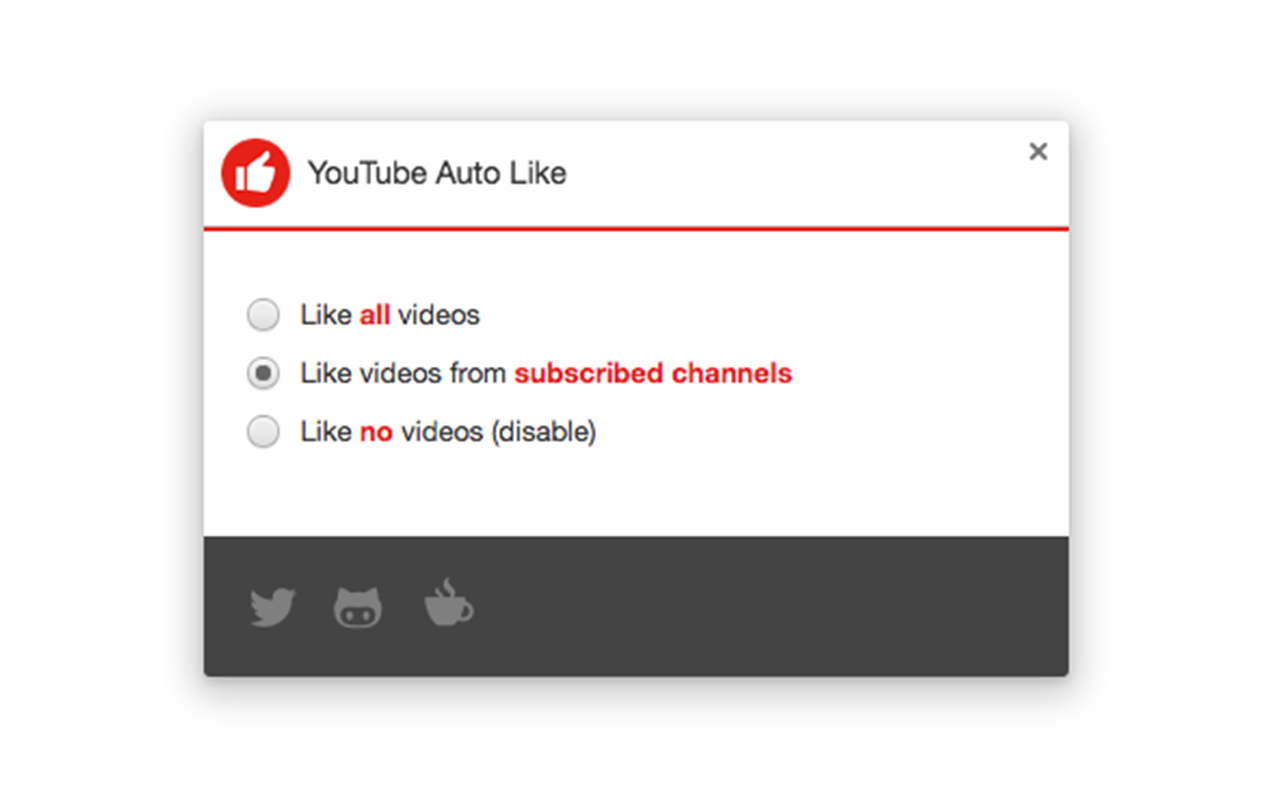 YouTube Auto Like
Like all videos
Like videos from subscribed channels
Like no videos (disable)